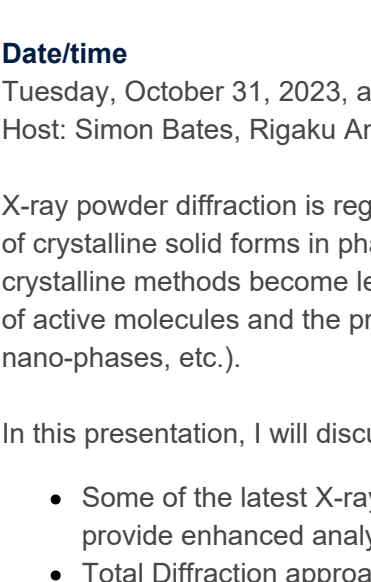 Date/time
Tuesday, October 31, 2023, a
Host: Simon Bates, Rigaku An
X-ray powder diffraction is reg
of crystalline solid forms in pha
crystalline methods become le
of active molecules and the pr
nano-phases, etc.).
In this presentation, I will discu
• Some of the latest X-ray
provide enhanced analy
• Total Diffraction approa